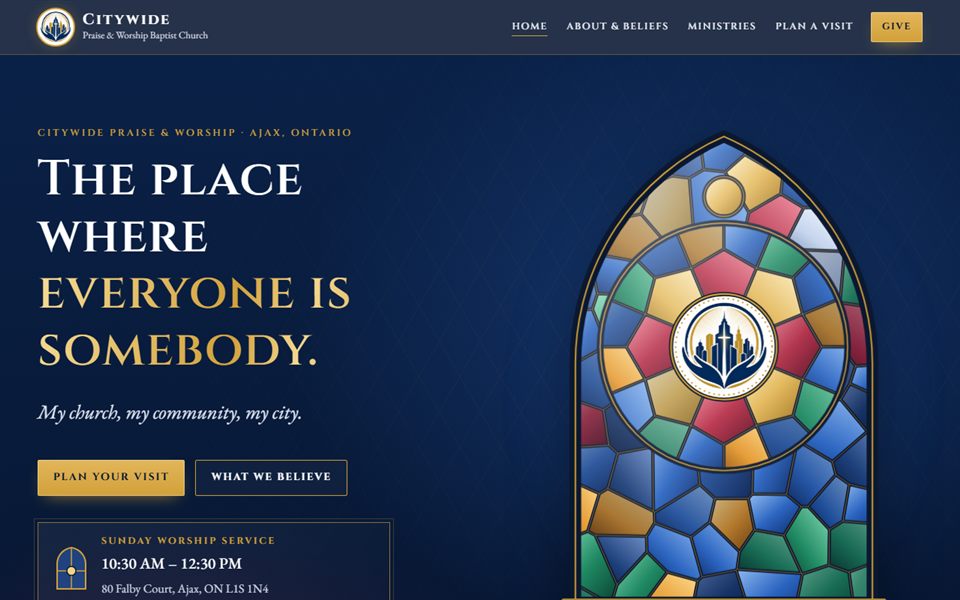 Citywide
Praise & Worship Baptist Church
HOME
ABOUT & BELIEFS
MINISTRIES
PLAN A VISIT
GIVE
CITYWIDE PRAISE & WORSHIP · AJAX, ONTARIO
The place
where
everyone is
somebody.
My church, my community, my city.
PLAN YOUR VISIT
WHAT WE BELIEVE
SUNDAY WORSHIP SERVICE
10:30 AM – 12:30 PM
80 Falby Court, Ajax, ON L1S 1N4